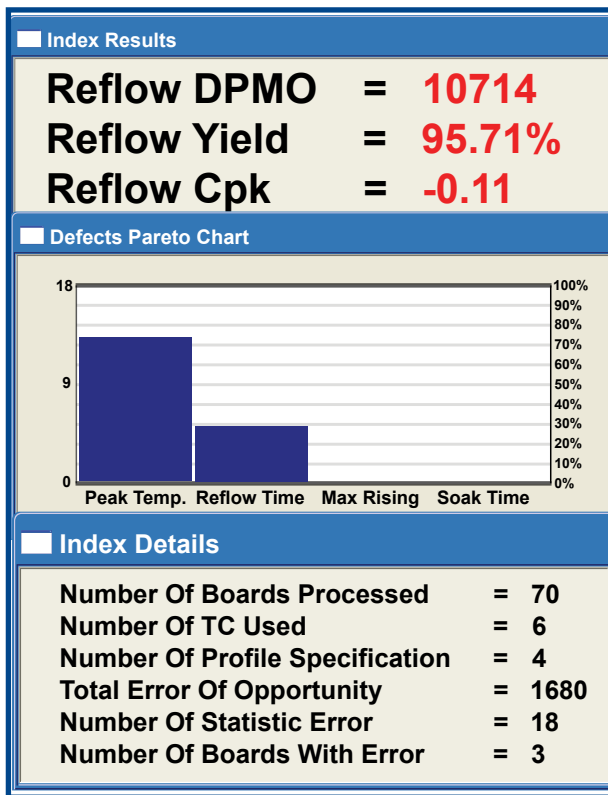 Index Results
Reflow DPMO = 10714
Reflow Yield = 95.71%
Reflow Cpk = -0.11
Defects Pareto Chart
18 100%
90%
80%
70%
60%
9 50%
40%
30%
20%
10%
0 0%
Peak Temp. Reflow Time Max Rising Soak Time
Index Details
Number Of Boards Processed = 70
Number Of TC Used = 6
Number Of Profile Specification = 4
Total Error Of Opportunity = 1680
Number Of Statistic Error = 18
Number Of Boards With Error = 3